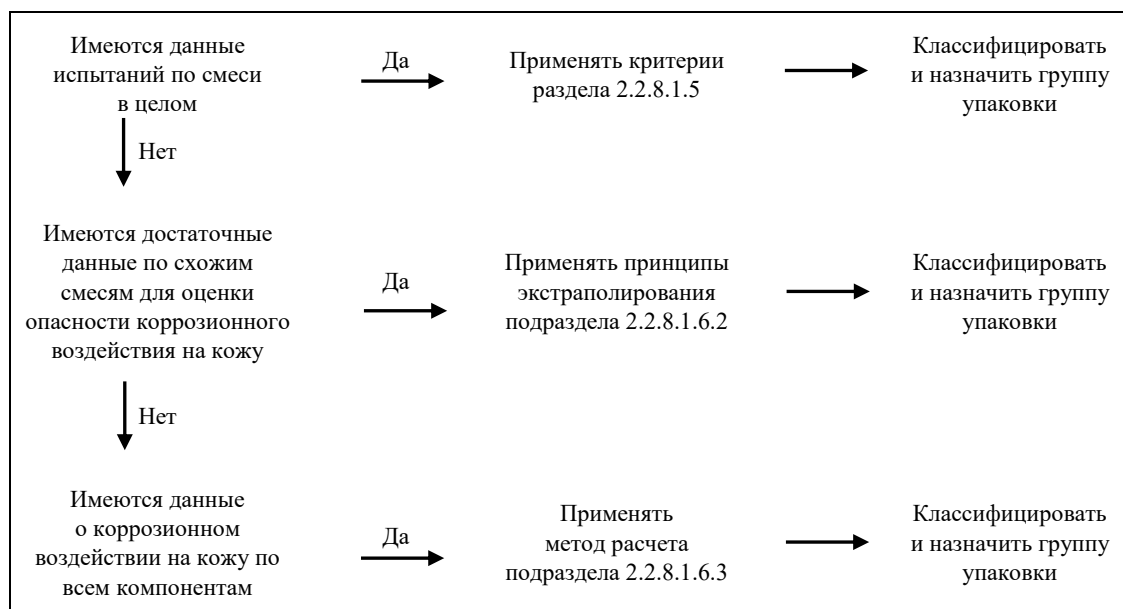 Имеются данные
испытаний по смеси
в целом
Да
Применять критерии
раздела 2.2.8.1.5
Классифицировать
и назначить группу
упаковки
Нет
Имеются достаточные
данные по схожим
смесям для оценки
опасности коррозионного
воздействия на кожу
Да
Применять принципы
экстраполирования
подраздела 2.2.8.1.6.2
Классифицировать
и назначить группу
упаковки
Нет
Имеются данные
о коррозионном
воздействии на кожу по
всем компонентам
Да
Применять
метод расчета
подраздела 2.2.8.1.6.3
Классифицировать
и назначить группу
упаковки